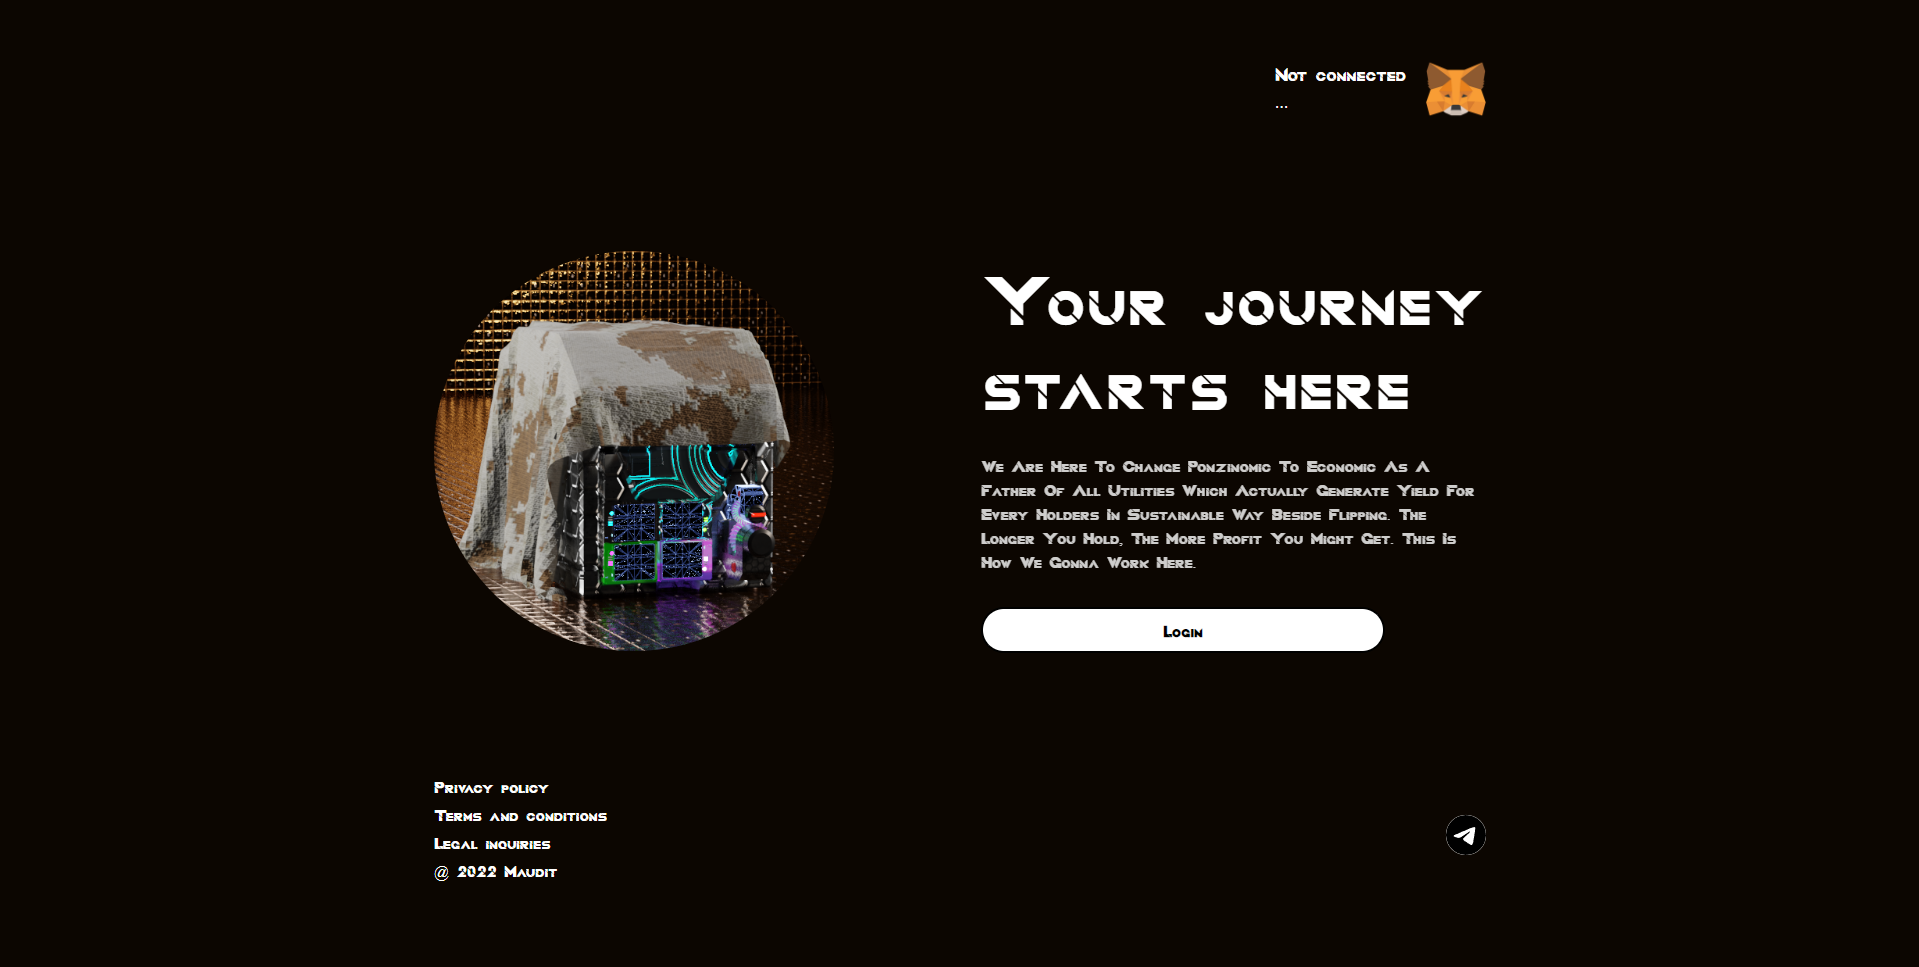 Not connected
...
Your journey
starts here
We Are Here To Change Ponzinomic To Economic As A
Father Of All Utilities Which Actually Generate Yield For
Every Holders In Sustainable Way Beside Flipping. The
Longer You Hold, The More Profit You Might Get. This Is
How We Gonna Work Here.
Login
Privacy policy
Terms and conditions
Legal inquiries
@ 2022 Maudit